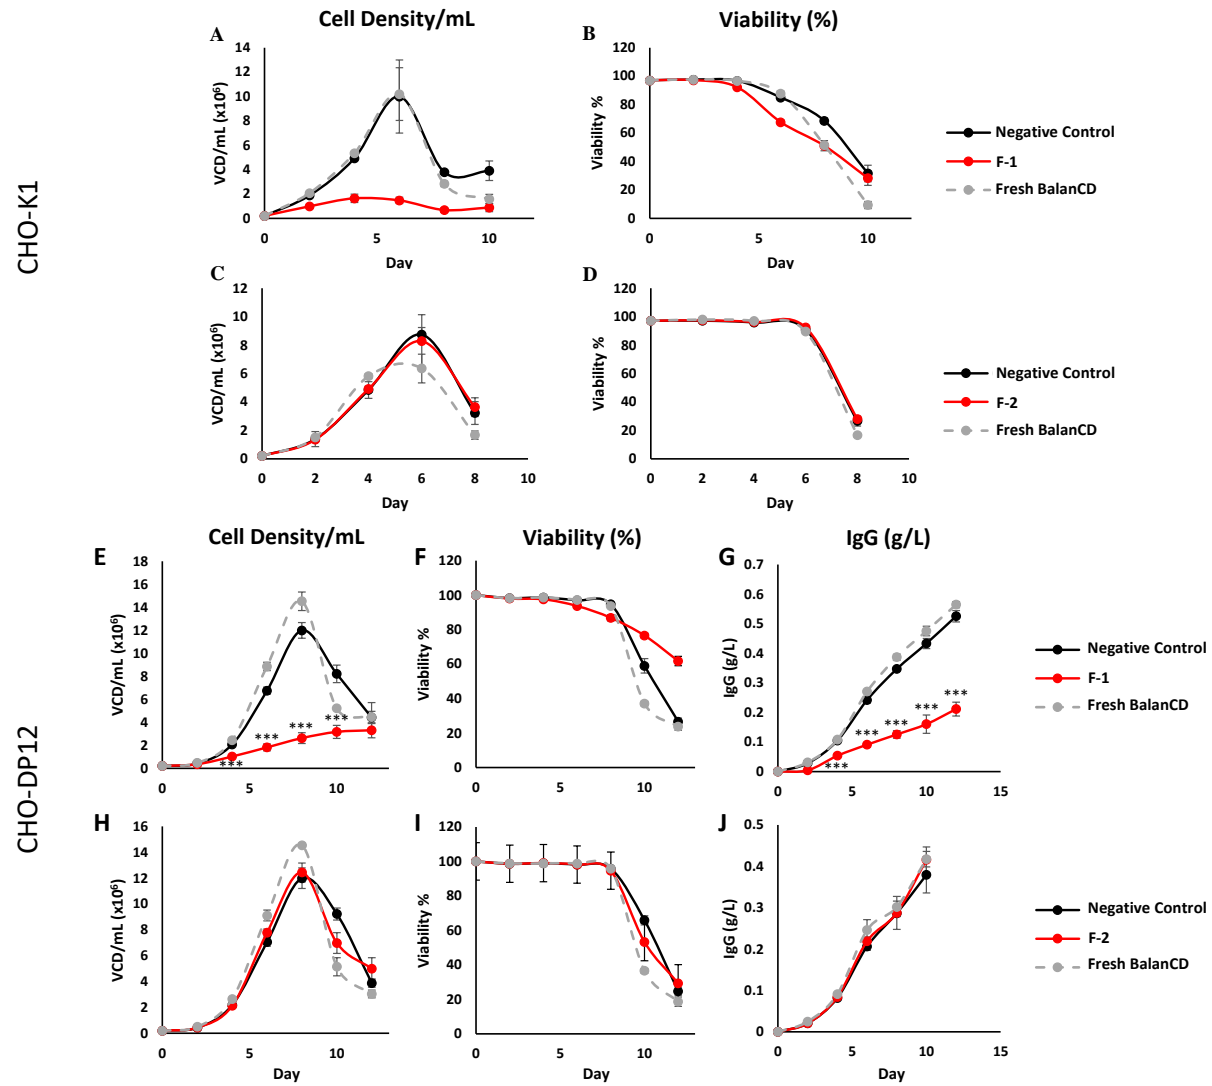 CHO-K1
Cell Density/mL
Viability (%)
A
VCD/mL (x10⁶)
14
12
10
8
6
4
2
0
0 5 10
Day
B
Viability %
120
100
80
60
40
20
0
0 5 10
Day
Negative Control
F-1
Fresh BalanCD
C
VCD/mL (x10⁶)
12
10
8
6
4
2
0
0 2 4 6 8 10
Day
D
Viability %
120
100
80
60
40
20
0
0 2 4 6 8 10
Day
Negative Control
F-2
Fresh BalanCD
CHO-DP12
Cell Density/mL
Viability (%)
IgG (g/L)
E
VCD/mL (x10⁶)
18
16
14
12
10
8
6
4
2
0
*** *** *** ***
0 5 10
F
Viability %
120
100
80
60
40
20
0
0 5 10
G
IgG (g/L)
0.7
0.6
0.5
0.4
0.3
0.2
0.1
0
*** *** *** *** ***
0 5 10 15
Negative Control
F-1
Fresh BalanCD
H
VCD/mL (x10⁶)
16
14
12
10
8
6
4
2
0
0 5 10
Day
I
Viability %
120
100
80
60
40
20
0
0 5 10
Day
J
IgG (g/L)
0.5
0.4
0.3
0.2
0.1
0
0 5 10 15
Day
Negative Control
F-2
Fresh BalanCD